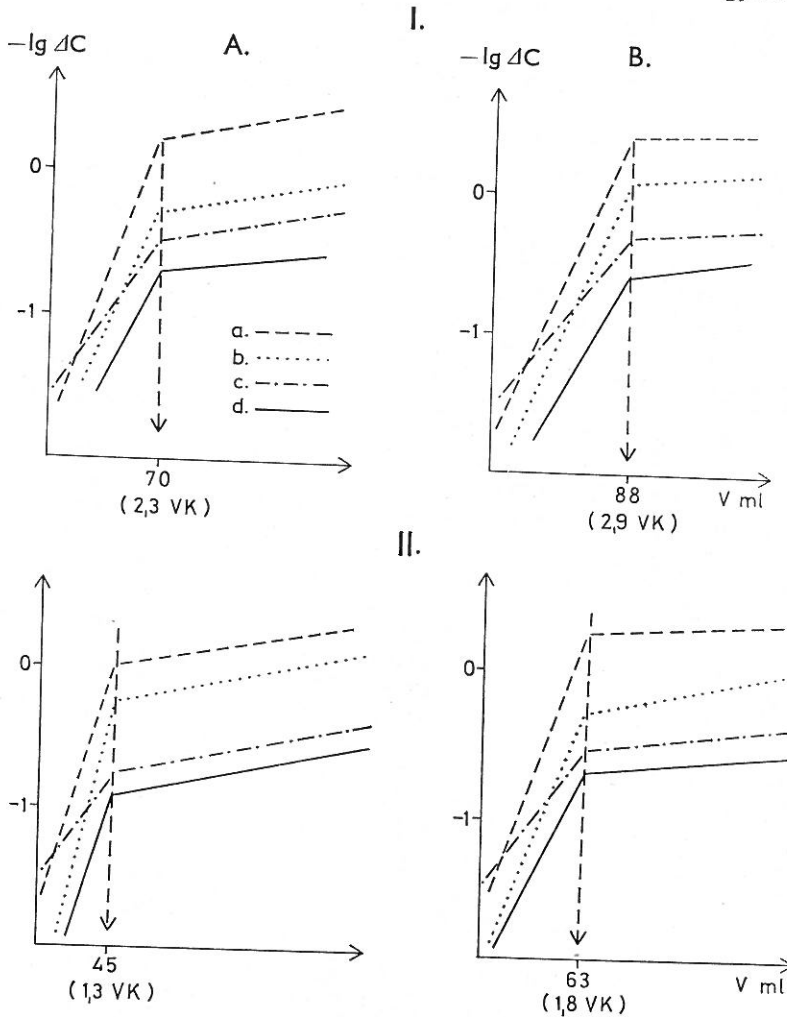 I.
A.
B.
−lg ΔC
−lg ΔC
0
-1
a.
b.
c.
d.
70
(2,3 VK)
0
-1
88
V ml
(2,9 VK)
II.
0
-1
45
(1,3 VK)
0
-1
63
V ml
(1,8 VK)